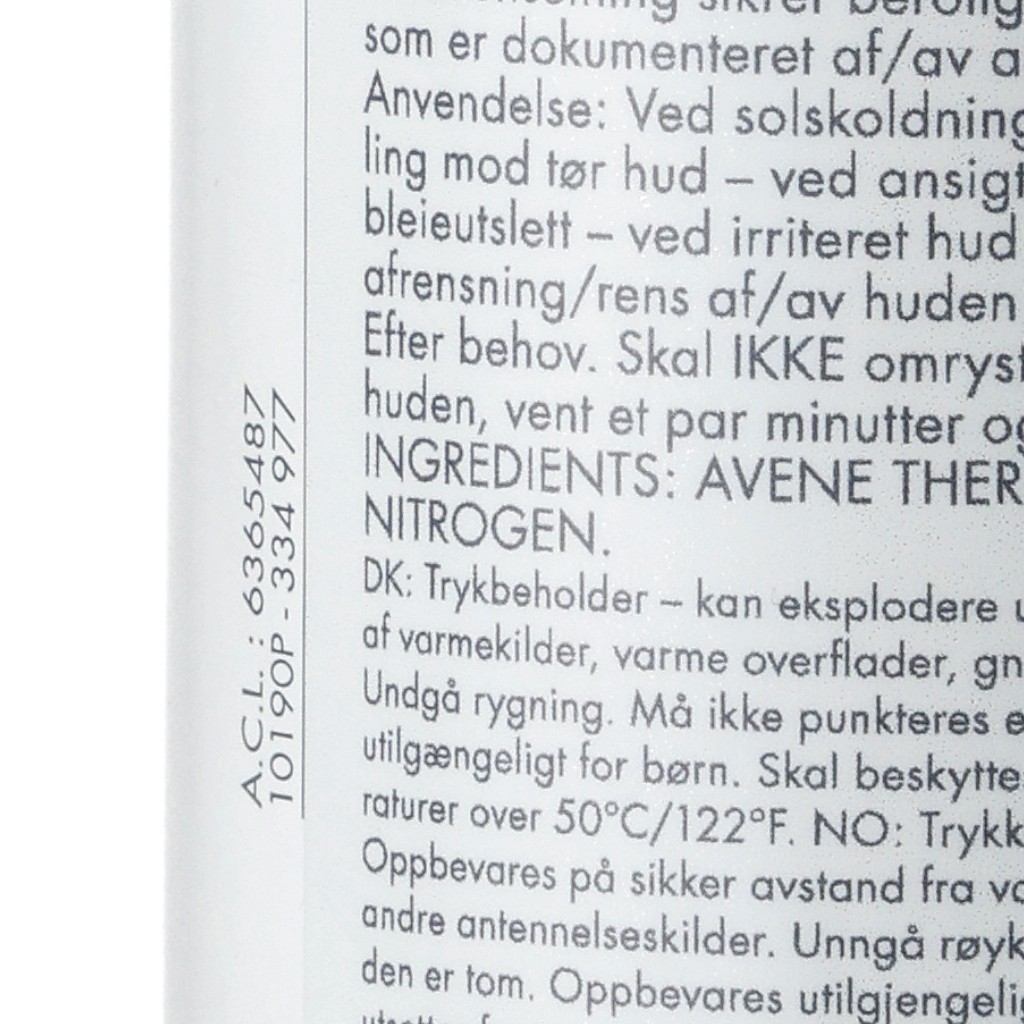 som er dokumenteret af/av
Anvendelse: Ved solskoldning
ling mod tør hud – ved ansigt
bleieutslett – ved irriteret hud
afrensning/rens af/av huden
Efter behov. Skal IKKE omryst
huden, vent et par minutter og
INGREDIENTS: AVENE THER
NITROGEN.
DK: Trykbeholder – kan eksplodere
af varmekilder, varme overflader, gn
Undgå rygning. Må ikke punkteres e
utilgængeligt for børn. Skal beskytte
raturer over 50°C/122°F. NO: Trykk
Oppbevares på sikker avstand fra va
andre antennelseskilder. Unngå røyk
den er tom. Oppbevares utilgjengelig
A.C.L. : 6365487
10190P - 334 977